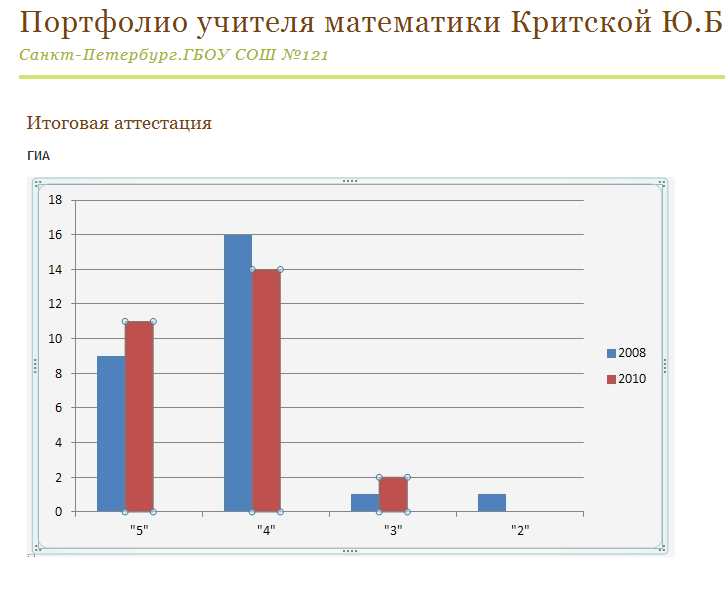 Портфолио учителя математики Критской Ю.Б
Санкт-Петербург.ГБОУ СОШ №121
Итоговая аттестация
ГИА
18
16
14
12
10
8
6
4
2
0
"5" "4" "3" "2"
2008
2010